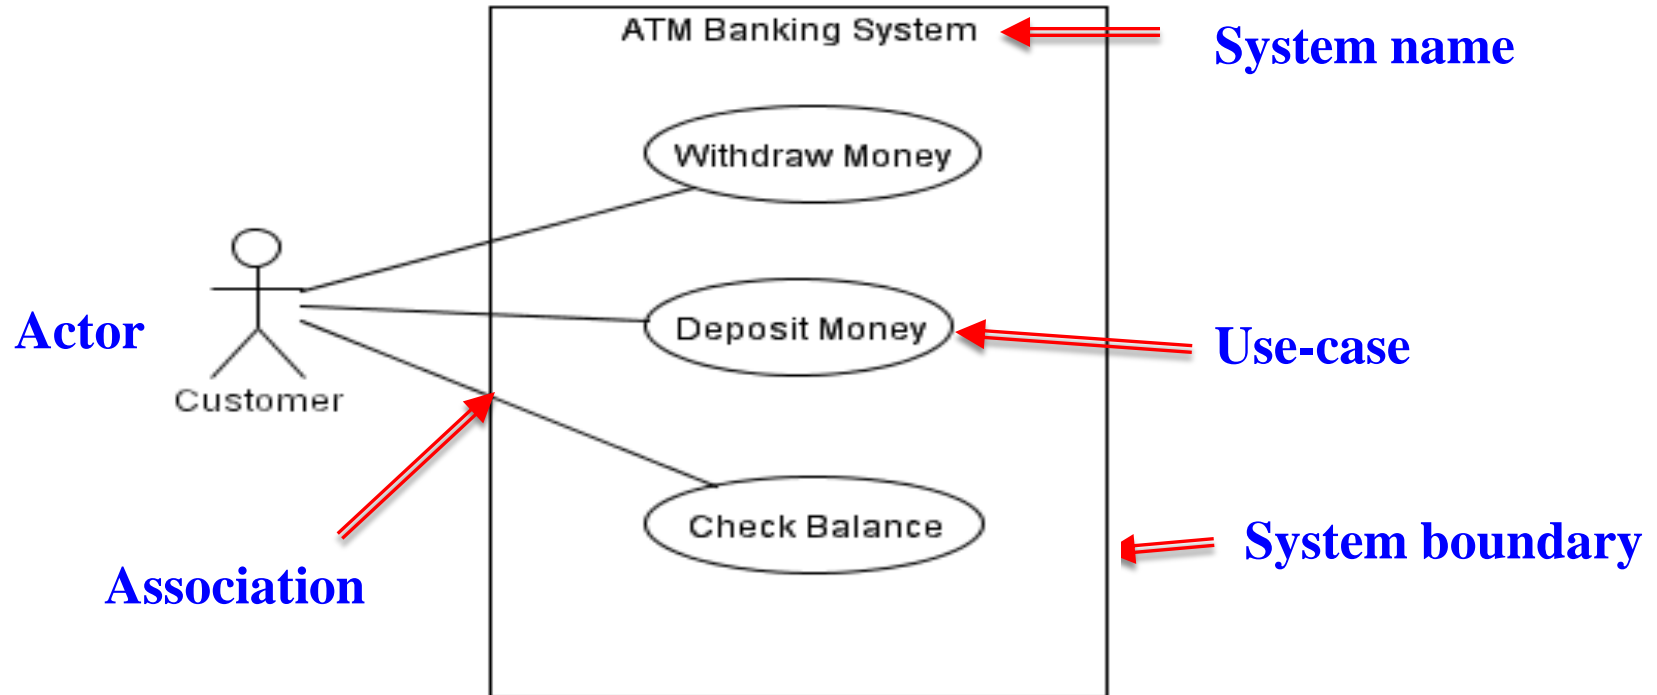 ATM Banking System
System name
Withdraw Money
Actor
Customer
Deposit Money
Use-case
Check Balance
System boundary
Association